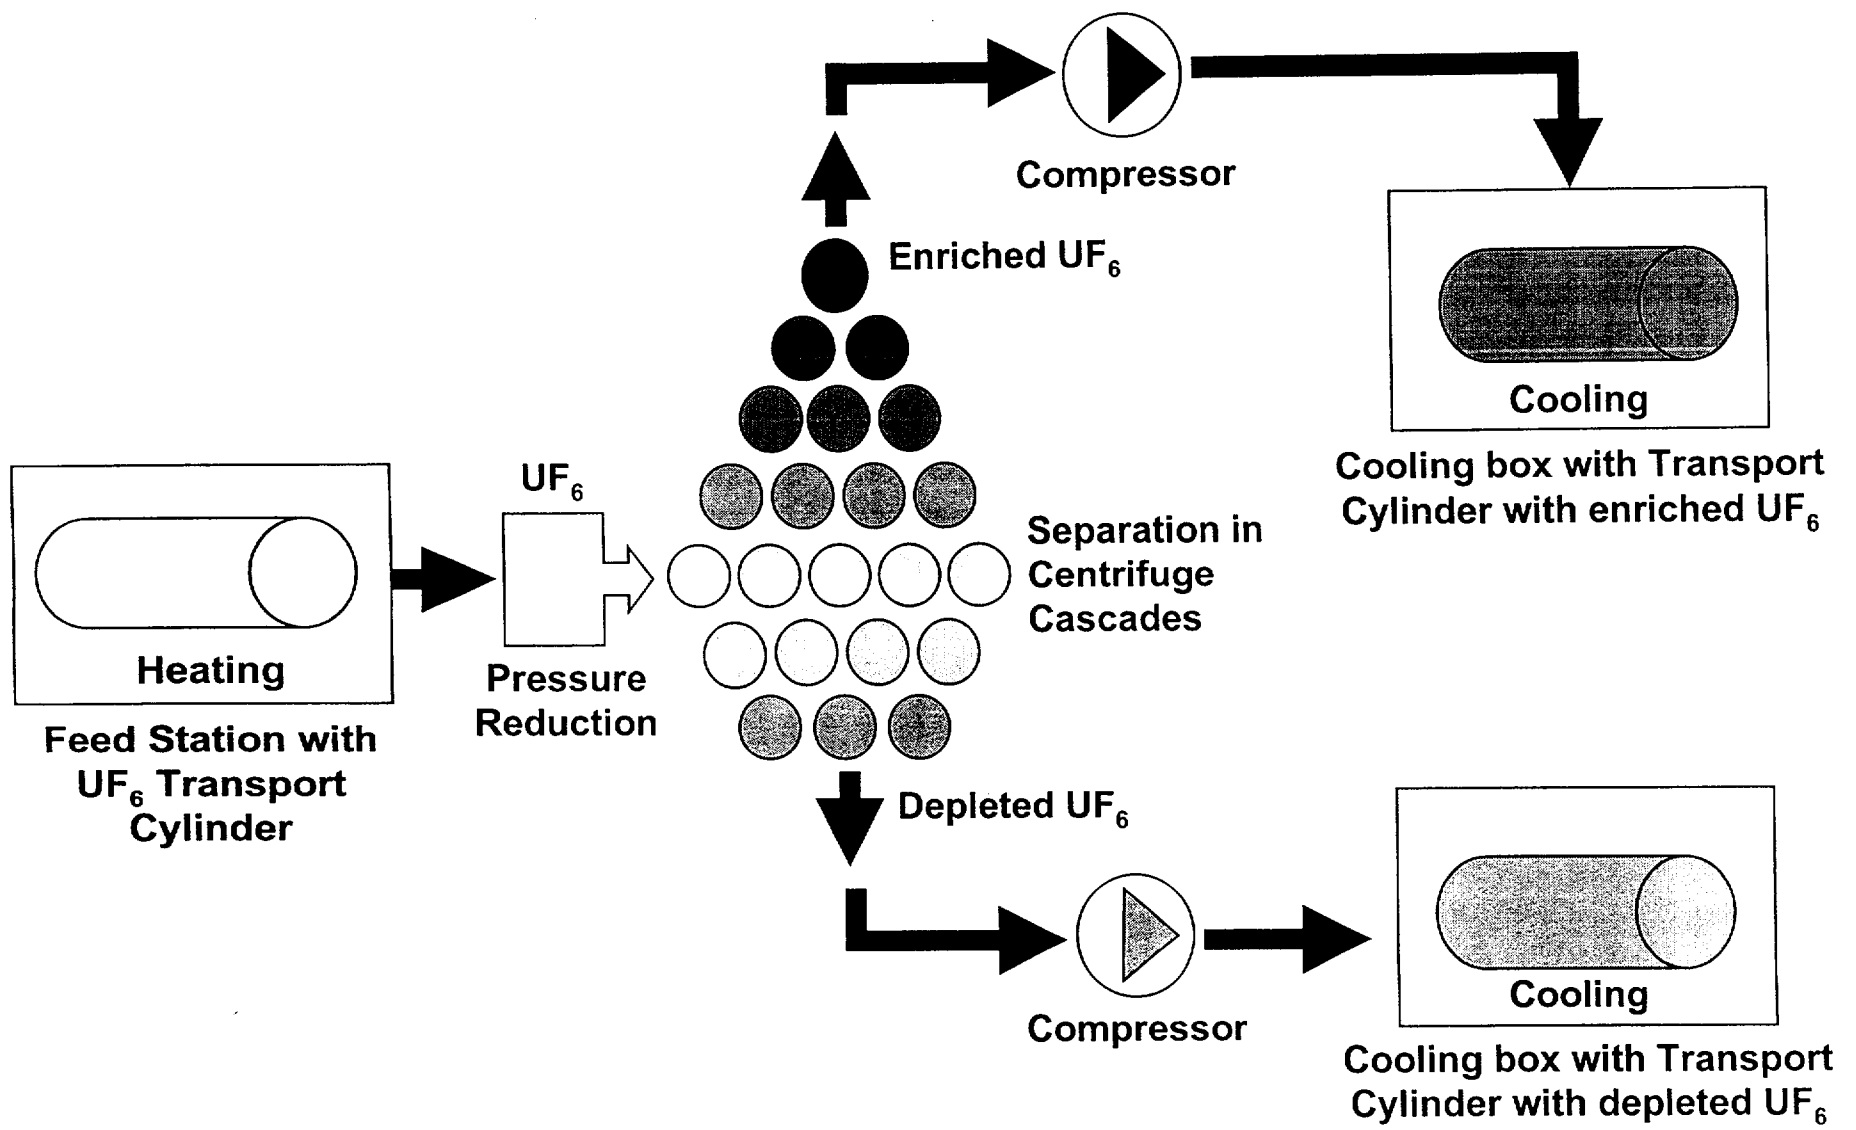 Compressor
Enriched UF₆
Cooling
Cooling box with Transport
Cylinder with enriched UF₆
UF₆
Separation in
Centrifuge
Cascades
Heating
Pressure
Reduction
Feed Station with
UF₆ Transport
Cylinder
Depleted UF₆
Cooling
Compressor
Cooling box with Transport
Cylinder with depleted UF₆